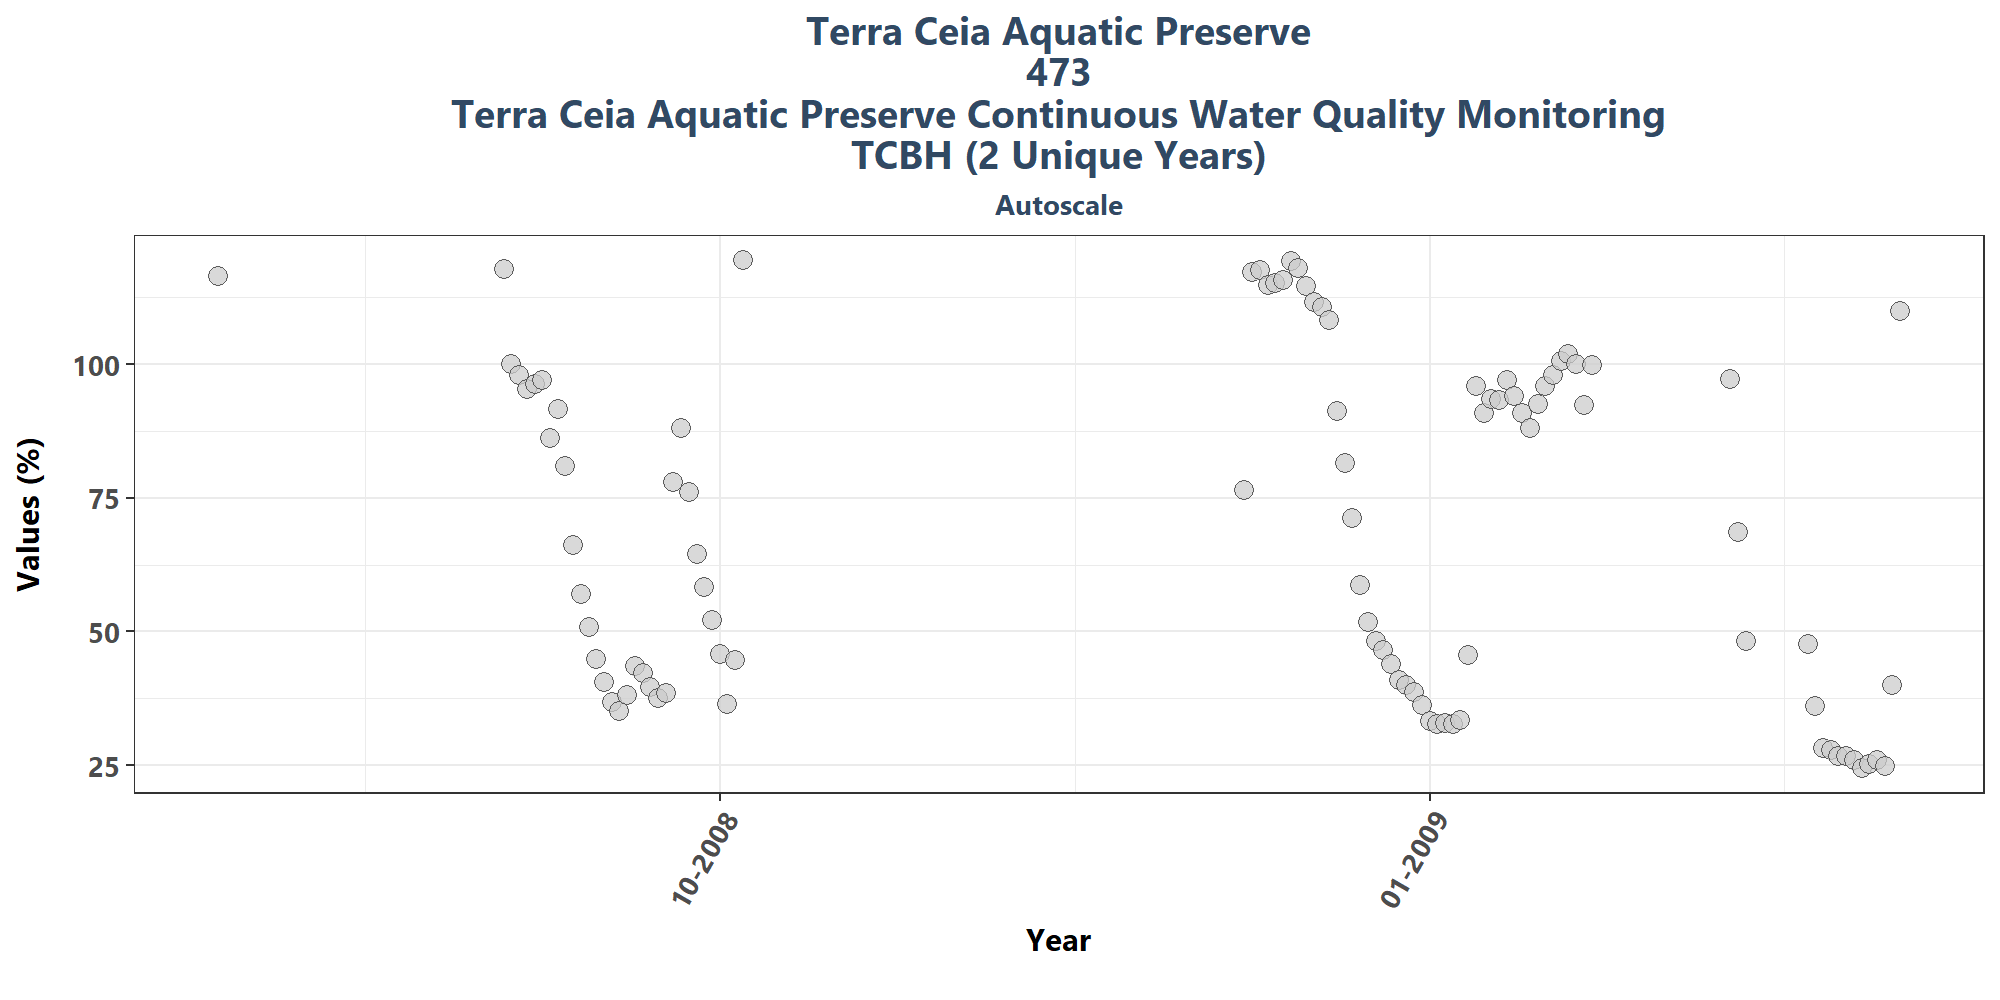 Terra Ceia Aquatic Preserve
473
Terra Ceia Aquatic Preserve Continuous Water Quality Monitoring
TCBH (2 Unique Years)
Autoscale
Values (%)
100
75
50
25
10-2008
01-2009
Year